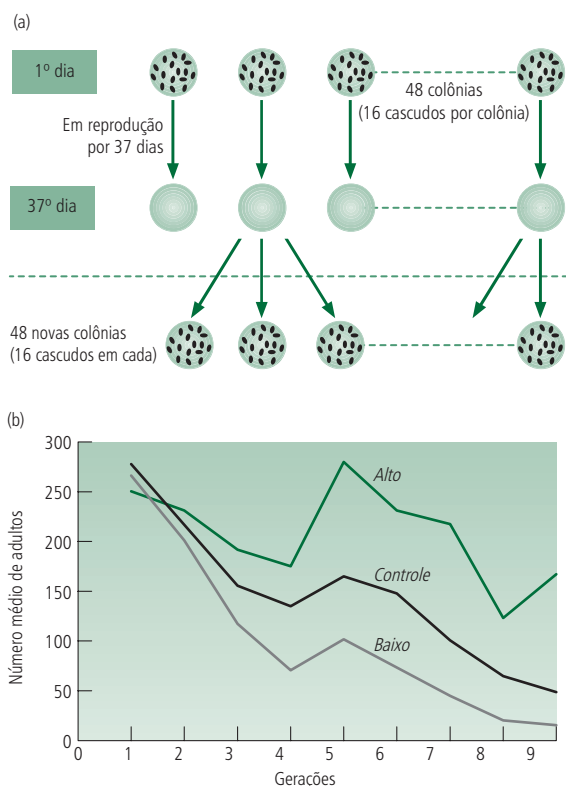 (a)
1º dia
48 colônias
(16 cascudos por colônia)
Em reprodução
por 37 dias
37º dia
48 novas colônias
(16 cascudos em cada)
(b)
300
250
200
150
100
50
0
Número médio de adultos
Alto
Controle
Baixo
0 1 2 3 4 5 6 7 8 9
Gerações